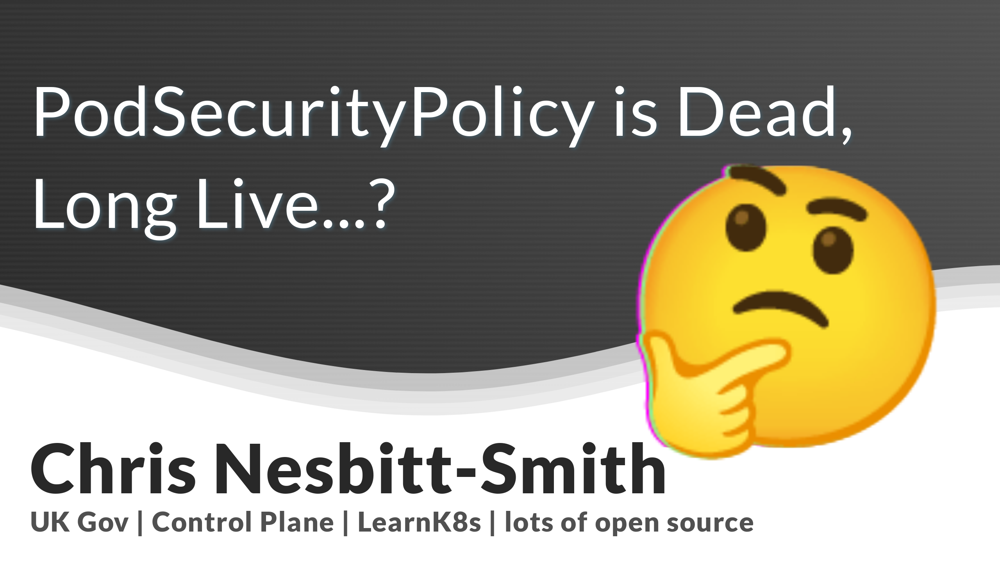 PodSecurityPolicy is Dead,
Long Live...?
Chris Nesbitt-Smith
UK Gov | Control Plane | LearnK8s | lots of open source